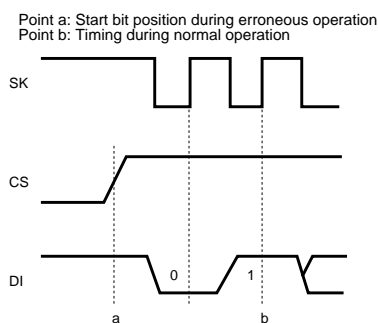 Point a: Start bit position during erroneous operation
Point b: Timing during normal operation
SK
CS
DI
0
1
a
b